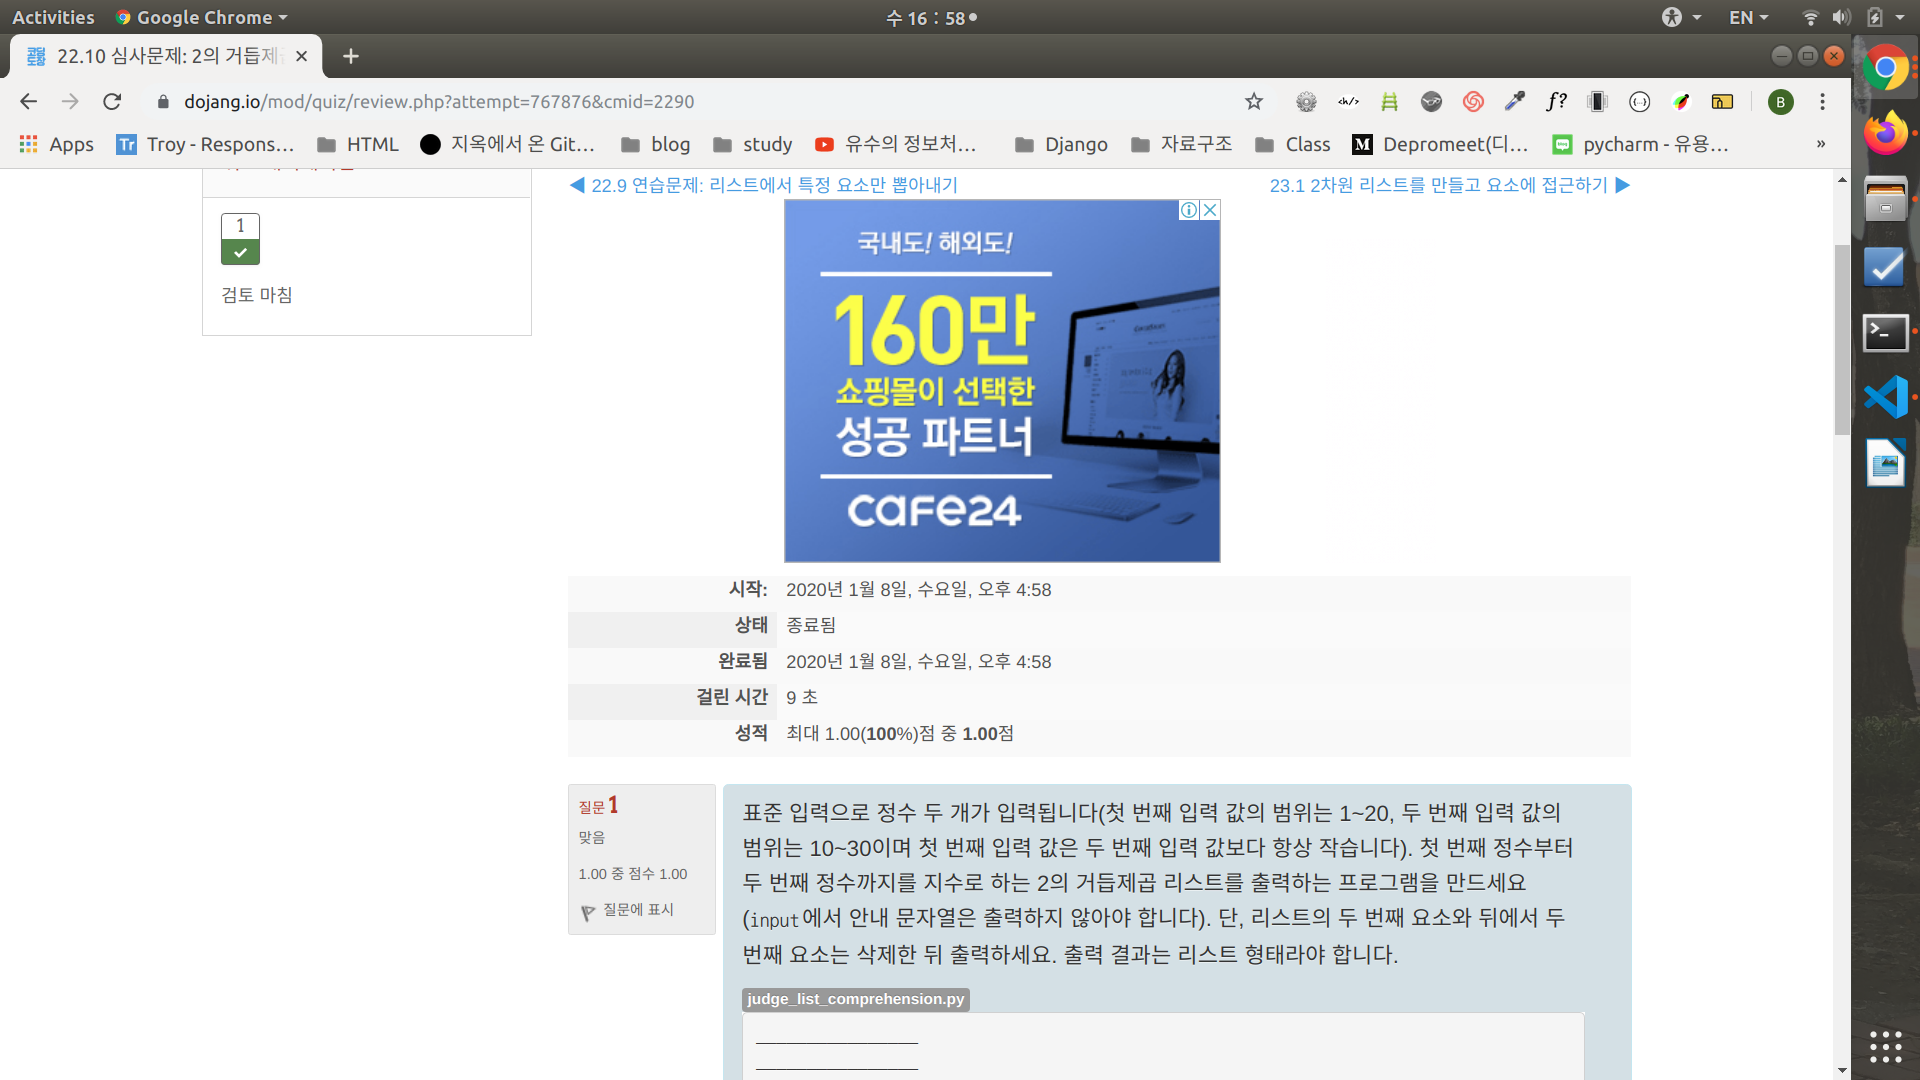 Activities
Google Chrome
수 16 : 58
EN
22.10 심사문제: 2의 거듭제
dojang.io/mod/quiz/review.php?attempt=767876&cmid=2290
f?
B
Apps
Tr
Troy - Respons...
HTML
지옥에서 온 Git...
blog
study
유수의 정보처...
Django
자료구조
Class
M
Depromeet(디...
pycharm - 유용...
»
◀ 22.9 연습문제: 리스트에서 특정 요소만 뽑아내기
23.1 2차원 리스트를 만들고 요소에 접근하기 ▶
1
검토 마침
국내도! 해외도!
160만
쇼핑몰이 선택한
성공 파트너
cafe24
시작: 2020년 1월 8일, 수요일, 오후 4:58
상태 종료됨
완료됨 2020년 1월 8일, 수요일, 오후 4:58
걸린 시간 9 초
성적 최대 1.00(100%)점 중 1.00점
질문 1
맞음
1.00 중 점수 1.00
질문에 표시
표준 입력으로 정수 두 개가 입력됩니다(첫 번째 입력 값의 범위는 1~20, 두 번째 입력 값의
범위는 10~30이며 첫 번째 입력 값은 두 번째 입력 값보다 항상 작습니다). 첫 번째 정수부터
두 번째 정수까지를 지수로 하는 2의 거듭제곱 리스트를 출력하는 프로그램을 만드세요
(input에서 안내 문자열은 출력하지 않아야 합니다). 단, 리스트의 두 번째 요소와 뒤에서 두
번째 요소는 삭제한 뒤 출력하세요. 출력 결과는 리스트 형태라야 합니다.
judge_list_comprehension.py
________________
________________